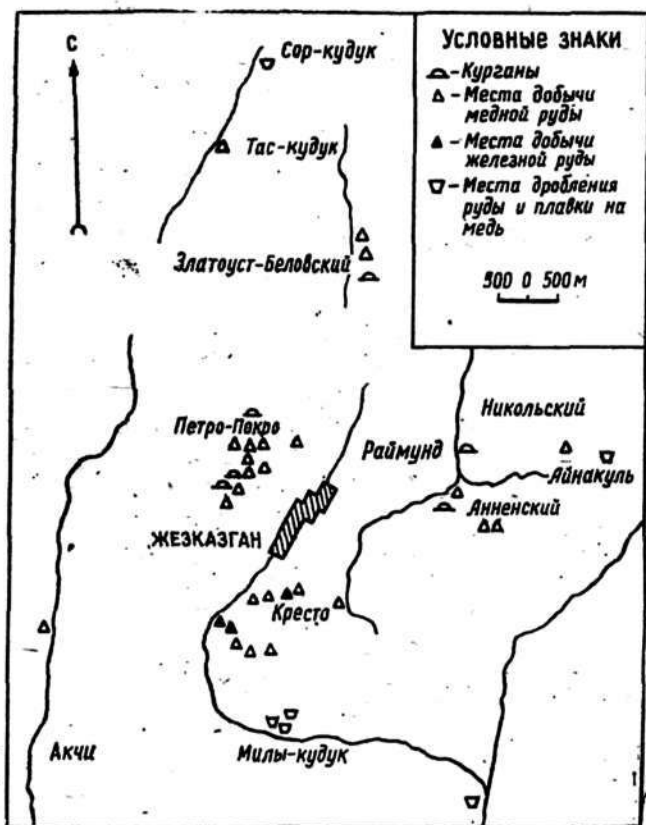 С
Сор-кудук
Тас-кудук
Златоуст-Беловский
Условные знаки
-Курганы
-Места добычи
медной руды
-Места добычи
железной руды
-Места дробления
руды и плавки на
медь
500 0 500 м
Петро-Покро
Раймунд
Никольский
Айнакуль
Анненский
ЖЕЗКАЗГАН
Кресто
Милы-кудук
Акчи